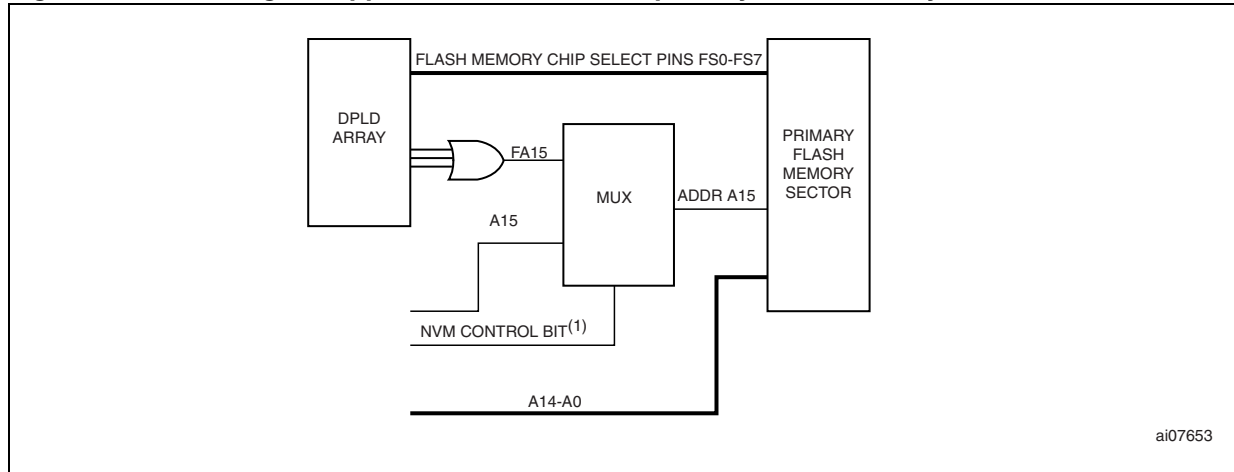 FLASH MEMORY CHIP SELECT PINS FS0-FS7
DPLD
ARRAY
FA15
MUX
PRIMARY
FLASH
MEMORY
SECTOR
ADDR A15
A15
NVM CONTROL BIT(1)
A14-A0
ai07653